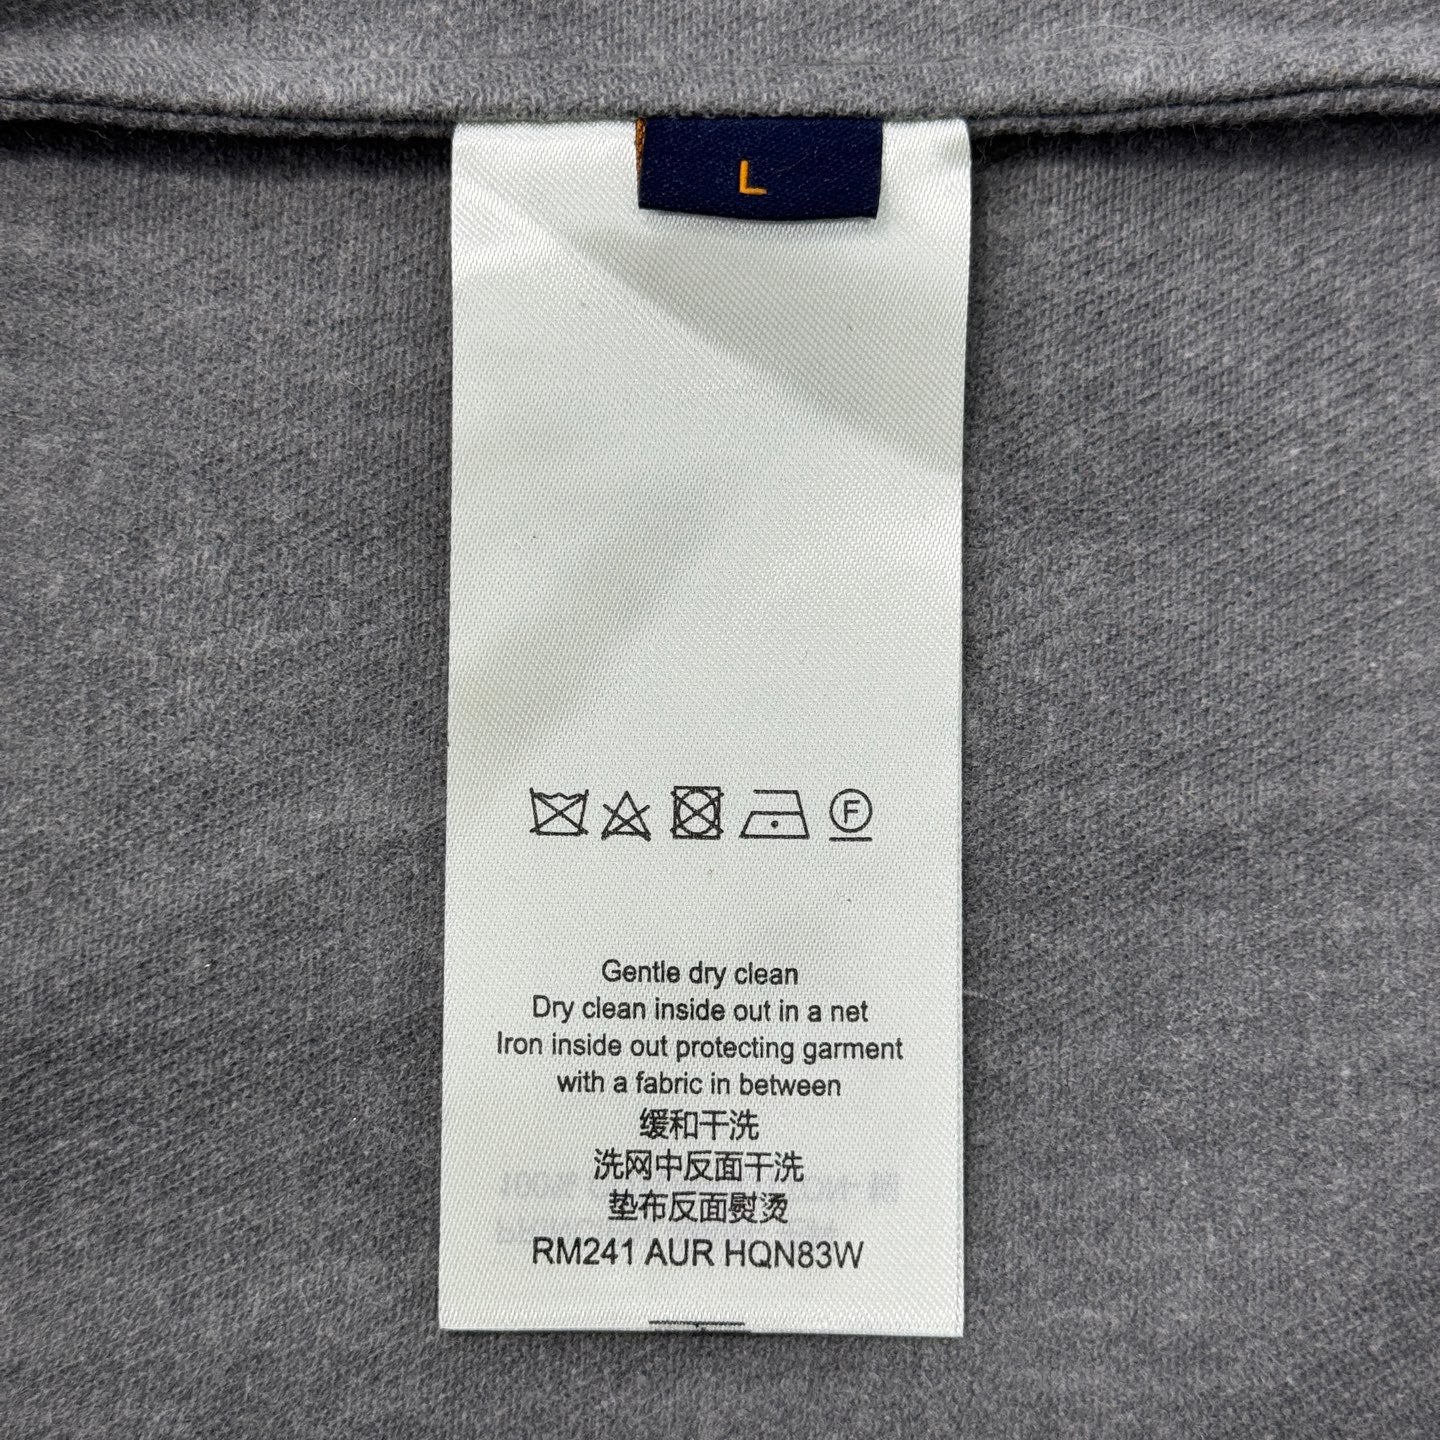 L
F
Gentle dry clean
Dry clean inside out in a net
Iron inside out protecting garment
with a fabric in between
缓和干洗
洗网中反面干洗
垫布反面熨烫
RM241 AUR HQN83W